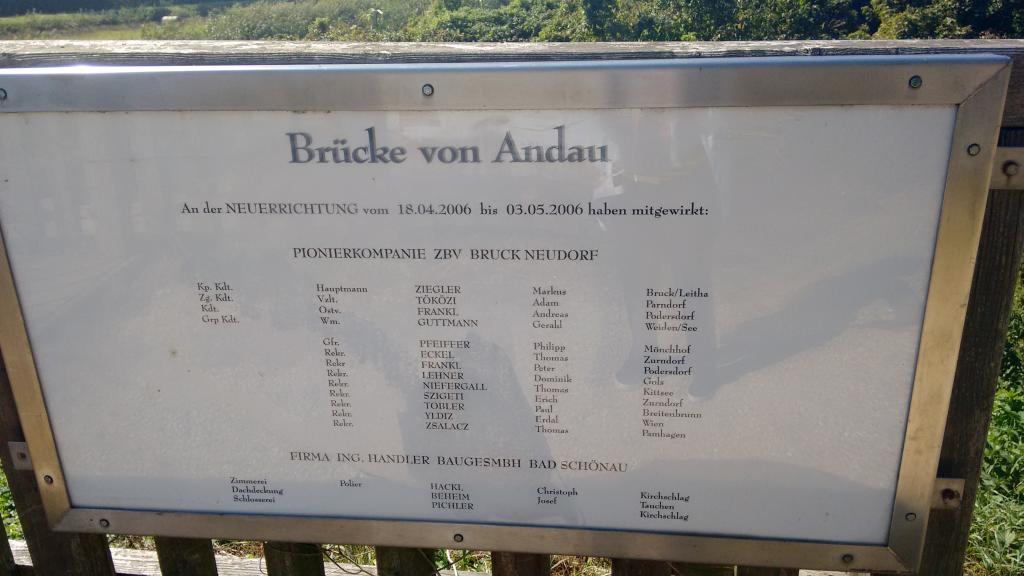 Brücke von Andau
An der NEUERRICHTUNG vom 18.04.2006 bis 03.05.2006 haben mitgewirkt:
PIONIERKOMPANIE ZBV BRUCK NEUDORF
Kp. Kdt. Hauptmann ZIEGLER Markus Bruck/Leitha
Zg. Kdt. Vzlt. TÖKÖZI Adam Parndorf
Kdt. Ostv. FRANKL Andreas Podersdorf
Grp Kdt. Wm. GUTTMANN Gerald Weiden/See
Gfr. PFEIFFER Philipp Mönchhof
Rekr. ECKEL Thomas Zurndorf
Rekr FRANKL Peter Podersdorf
Rekr. LEHNER Dominik Gols
Rekr. NIEFERGALL Thomas Kittsee
Rekr. SZIGETI Erich Zurndorf
Rekr. TOBLER Paul Breitenbrunn
Rekr. YLDIZ Erdal Wien
Rekr. ZSALACZ Thomas Pamhagen
FIRMA ING. HANDLER BAUGESMBH BAD SCHÖNAU
Zimmerei Polier HACKL Christoph Kirchschlag
Dachdeckung BEHEIM Josef Tauchen
Schlosserei PICHLER Kirchschlag